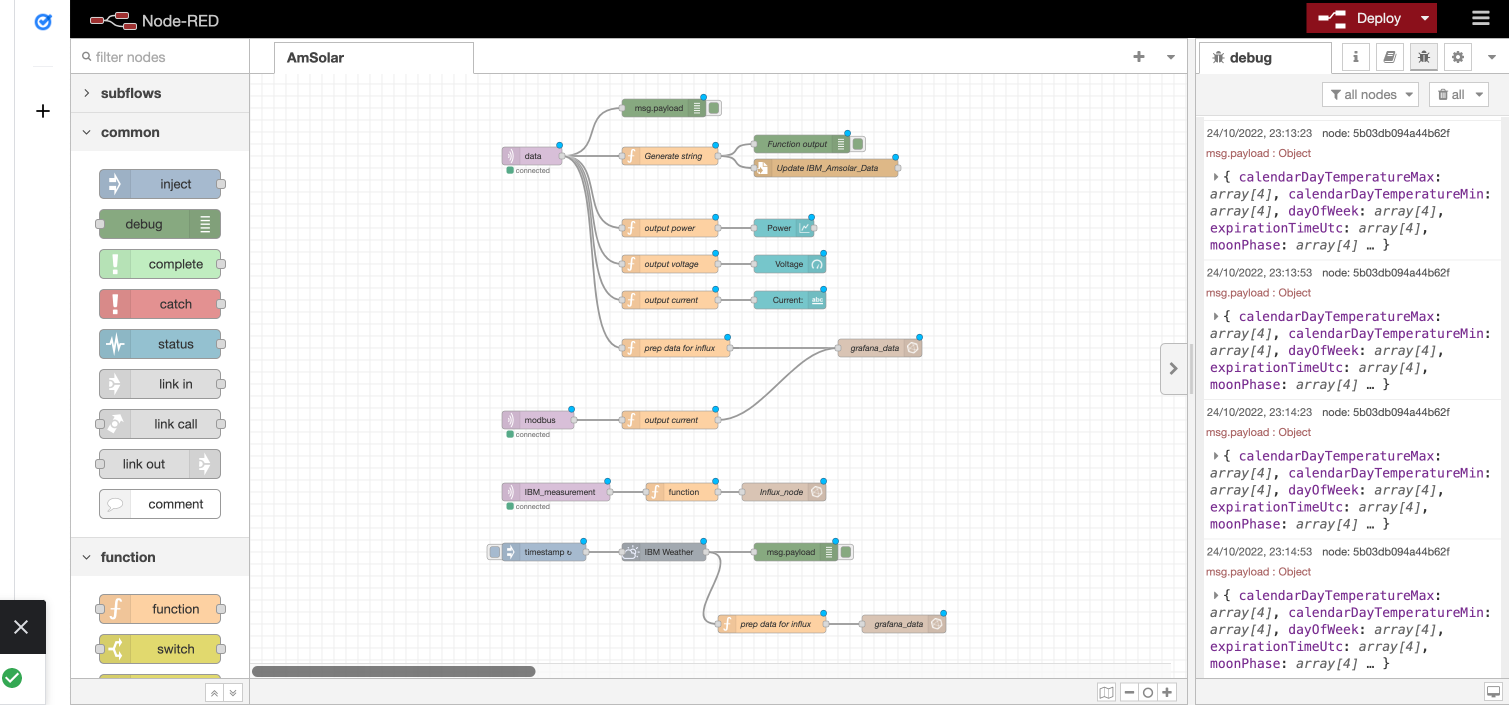 Node-RED
Deploy
filter nodes
AmSolar
debug
subflows
common
inject
debug
complete
catch
status
link in
link call
link out
comment
function
function
switch
msg.payload
data
connected
Generate string
Function output
Update IBM_Amsolar_Data
output power
Power
output voltage
Voltage
output current
Current:
abc
prep data for influx
grafana_data
modbus
connected
output current
IBM_measurement
connected
function
Influx_node
timestamp ↻
IBM Weather
msg.payload
prep data for influx
grafana_data
all nodes
all
24/10/2022, 23:13:23 node: 5b03db094a44b62f
msg.payload : Object
{ calendarDayTemperatureMax:
array[4], calendarDayTemperatureMin:
array[4], dayOfWeek: array[4],
expirationTimeUtc: array[4],
moonPhase: array[4] … }
24/10/2022, 23:13:53 node: 5b03db094a44b62f
msg.payload : Object
{ calendarDayTemperatureMax:
array[4], calendarDayTemperatureMin:
array[4], dayOfWeek: array[4],
expirationTimeUtc: array[4],
moonPhase: array[4] … }
24/10/2022, 23:14:23 node: 5b03db094a44b62f
msg.payload : Object
{ calendarDayTemperatureMax:
array[4], calendarDayTemperatureMin:
array[4], dayOfWeek: array[4],
expirationTimeUtc: array[4],
moonPhase: array[4] … }
24/10/2022, 23:14:53 node: 5b03db094a44b62f
msg.payload : Object
{ calendarDayTemperatureMax:
array[4], calendarDayTemperatureMin:
array[4], dayOfWeek: array[4],
expirationTimeUtc: array[4],
moonPhase: array[4] … }